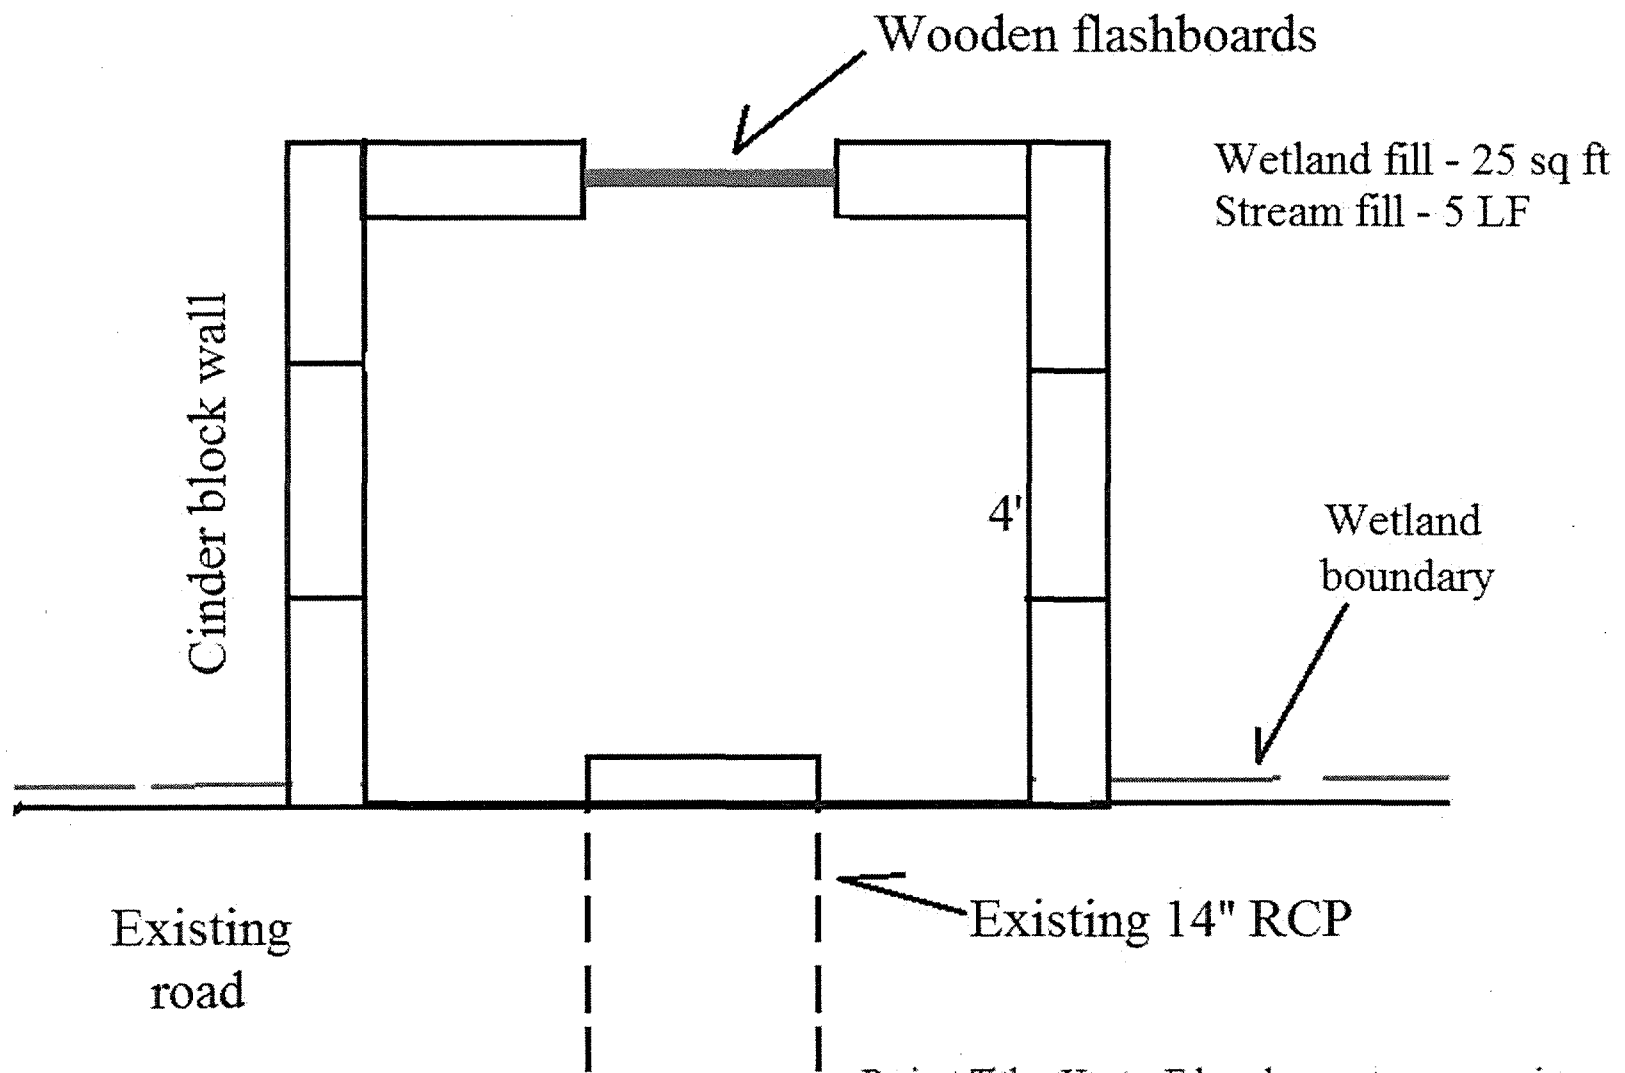 Wooden flashboards
Wetland fill - 25 sq ft
Stream fill - 5 LF
Cinder block wall
4'
Wetland
boundary
Existing 14" RCP
Existing
road